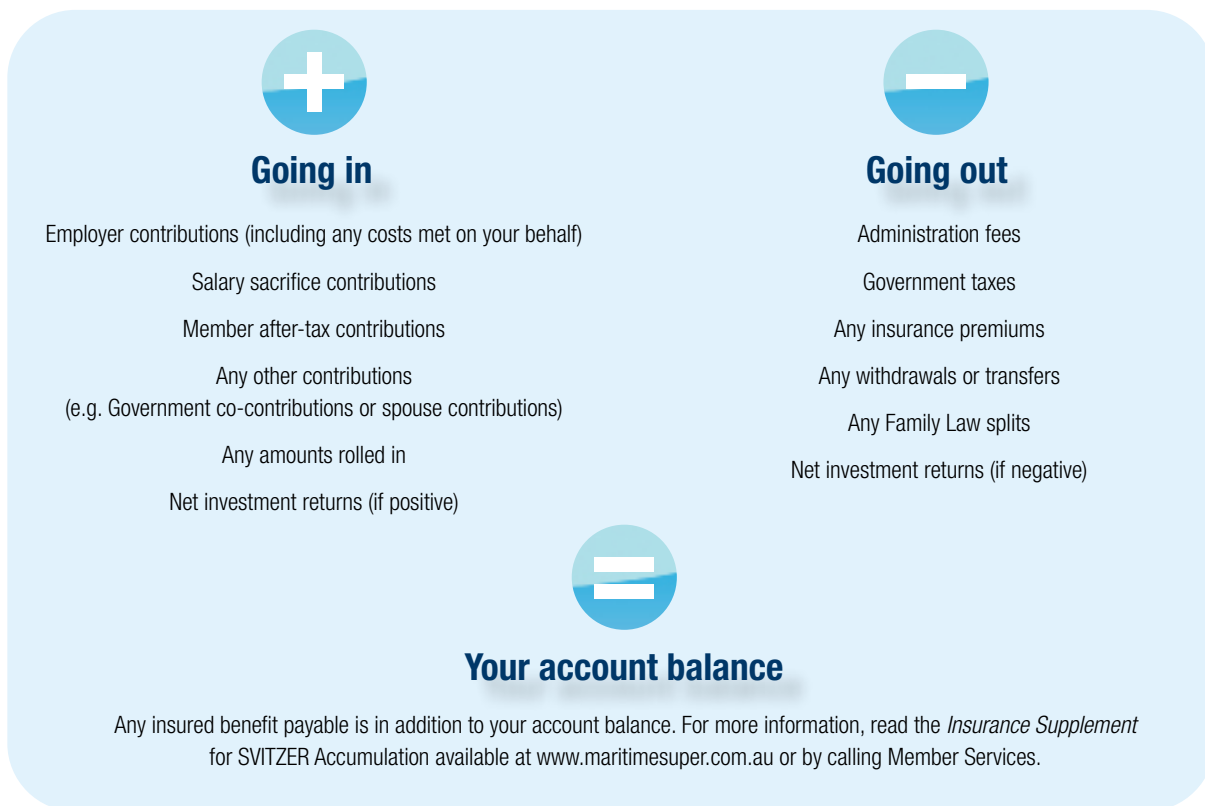 Going in
Employer contributions (including any costs met on your behalf)
Salary sacrifice contributions
Member after-tax contributions
Any other contributions
(e.g. Government co-contributions or spouse contributions)
Any amounts rolled in
Net investment returns (if positive)
Going out
Administration fees
Government taxes
Any insurance premiums
Any withdrawals or transfers
Any Family Law splits
Net investment returns (if negative)
Your account balance
Any insured benefit payable is in addition to your account balance. For more information, read the Insurance Supplement
for SVITZER Accumulation available at www.maritimesuper.com.au or by calling Member Services.